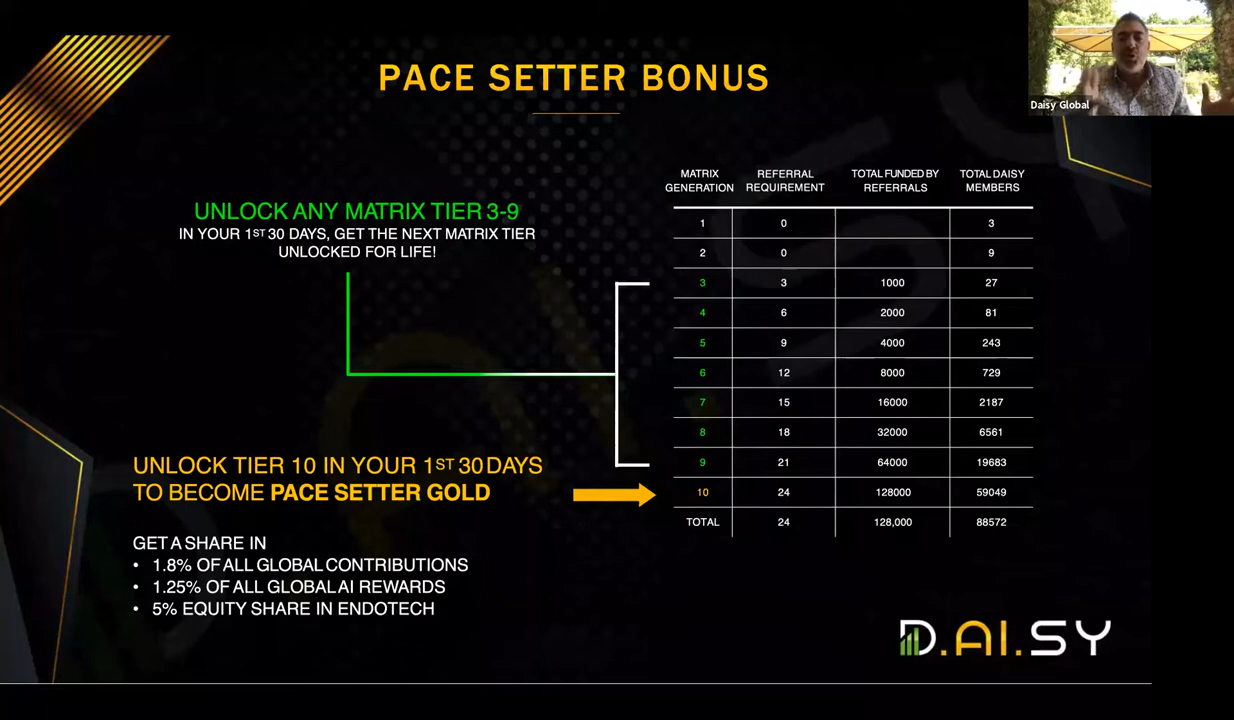 PACE SETTER BONUS
Daisy Global
UNLOCK ANY MATRIX TIER 3-9
IN YOUR 1ST 30 DAYS, GET THE NEXT MATRIX TIER
UNLOCKED FOR LIFE!
UNLOCK TIER 10 IN YOUR 1ST 30 DAYS
TO BECOME PACE SETTER GOLD
GET A SHARE IN
• 1.8% OF ALL GLOBAL CONTRIBUTIONS
• 1.25% OF ALL GLOBAL AI REWARDS
• 5% EQUITY SHARE IN ENDOTECH
MATRIX GENERATION REFERRAL REQUIREMENT TOTAL FUNDED BY REFERRALS TOTAL DAISY MEMBERS
1 0 3
2 0 9
3 3 1000 27
4 6 2000 81
5 9 4000 243
6 12 8000 729
7 15 16000 2187
8 18 32000 6561
9 21 64000 19683
10 24 128000 59049
TOTAL 24 128,000 88572
D.AI.SY